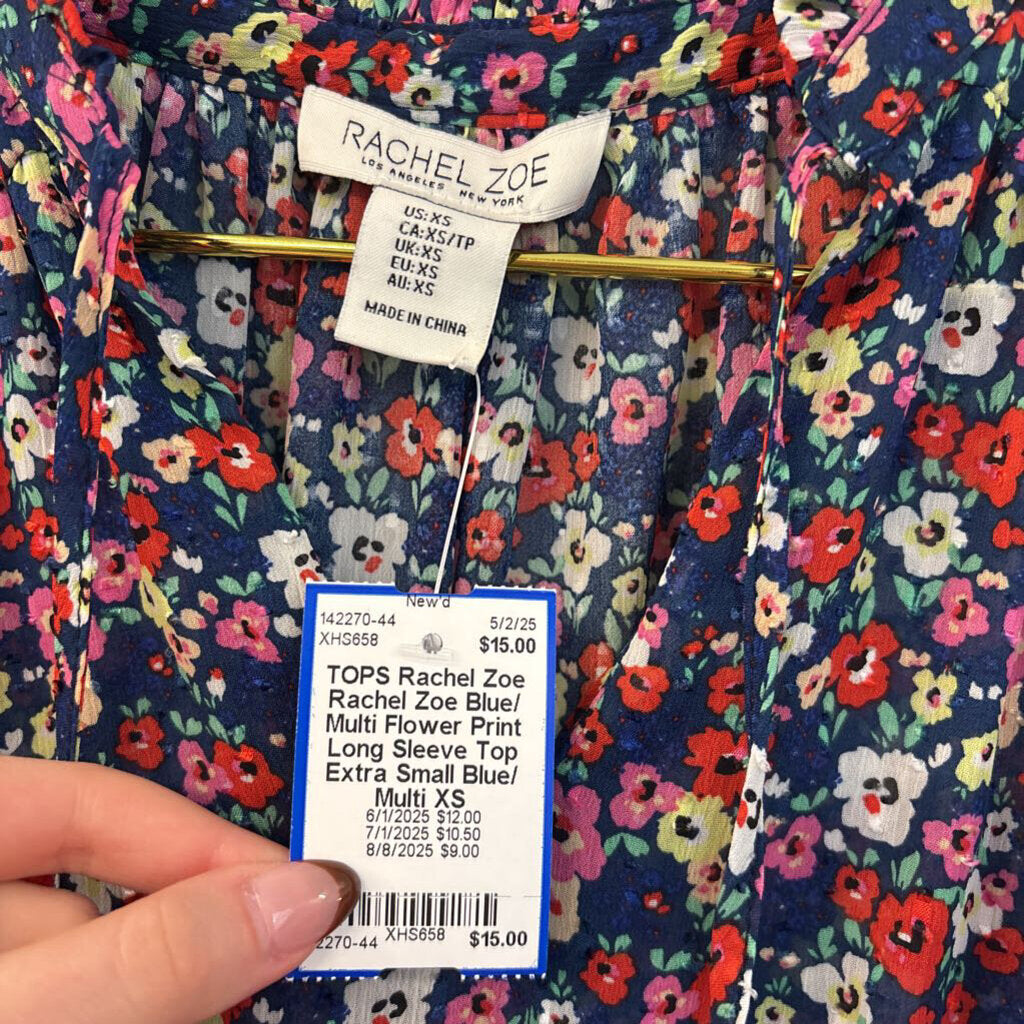 RACHEL ZOE
LOS ANGELES NEW YORK
US: XS
CA: XS/TP
UK: XS
EU: XS
AU: XS
MADE IN CHINA
New'd
142270-44 5/2/25
XHS658 $15.00
TOPS Rachel Zoe
Rachel Zoe Blue/
Multi Flower Print
Long Sleeve Top
Extra Small Blue/
Multi XS
6/1/2025 $12.00
7/1/2025 $10.50
8/8/2025 $9.00
2270-44 XHS658 $15.00